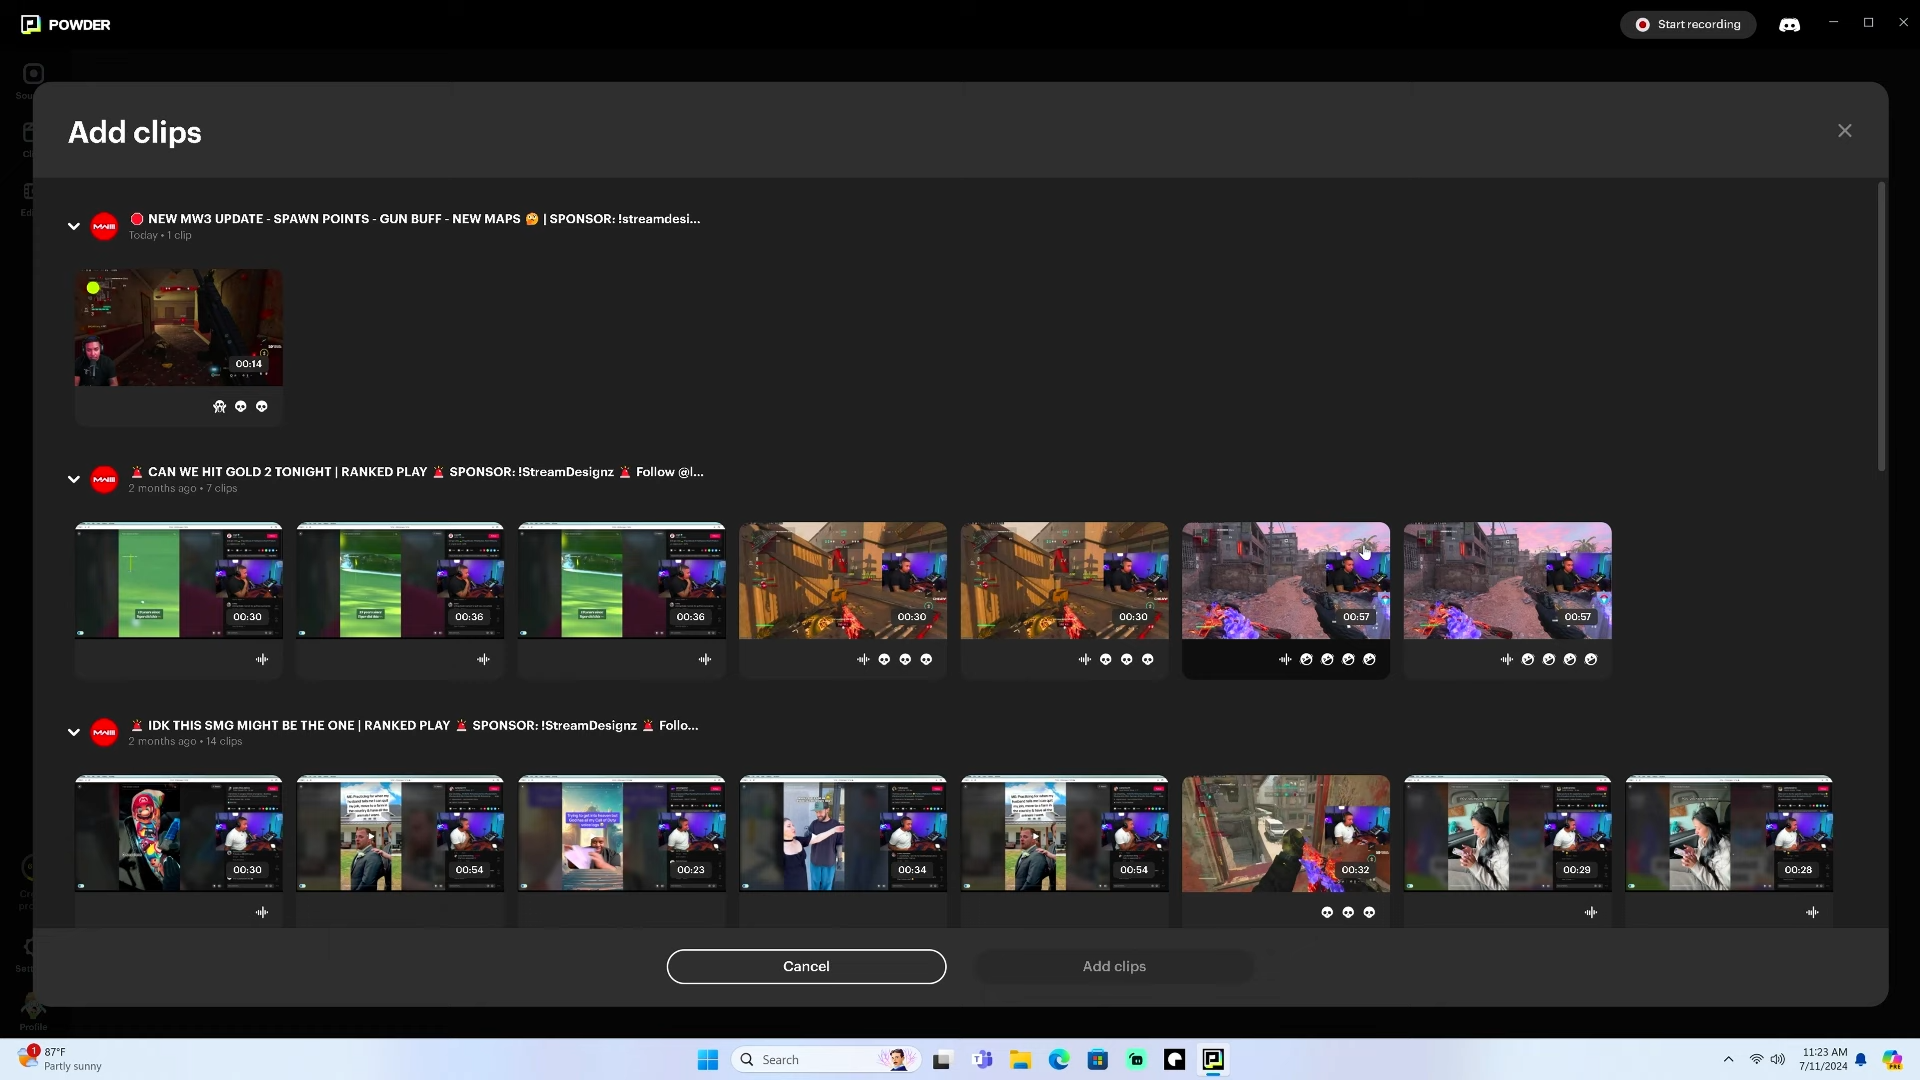 POWDER
Start recording
Add clips
🔴 NEW MW3 UPDATE - SPAWN POINTS - GUN BUFF - NEW MAPS 🤔 | SPONSOR: !streamdesi...
Today • 1 clip
00:14
🚨 CAN WE HIT GOLD 2 TONIGHT | RANKED PLAY 🚨 SPONSOR: !StreamDesignz 🚨 Follow @l...
2 months ago • 7 clips
00:30 00:36 00:36 00:30 00:30 00:57 00:57
🚨 IDK THIS SMG MIGHT BE THE ONE | RANKED PLAY 🚨 SPONSOR: !StreamDesignz 🚨 Follo...
2 months ago • 14 clips
00:30 00:54 00:23 00:34 00:54 00:32 00:29 00:28
Cancel
Add clips
Profile
1
87°F
Partly sunny
Search
11:23 AM
7/11/2024
PRE